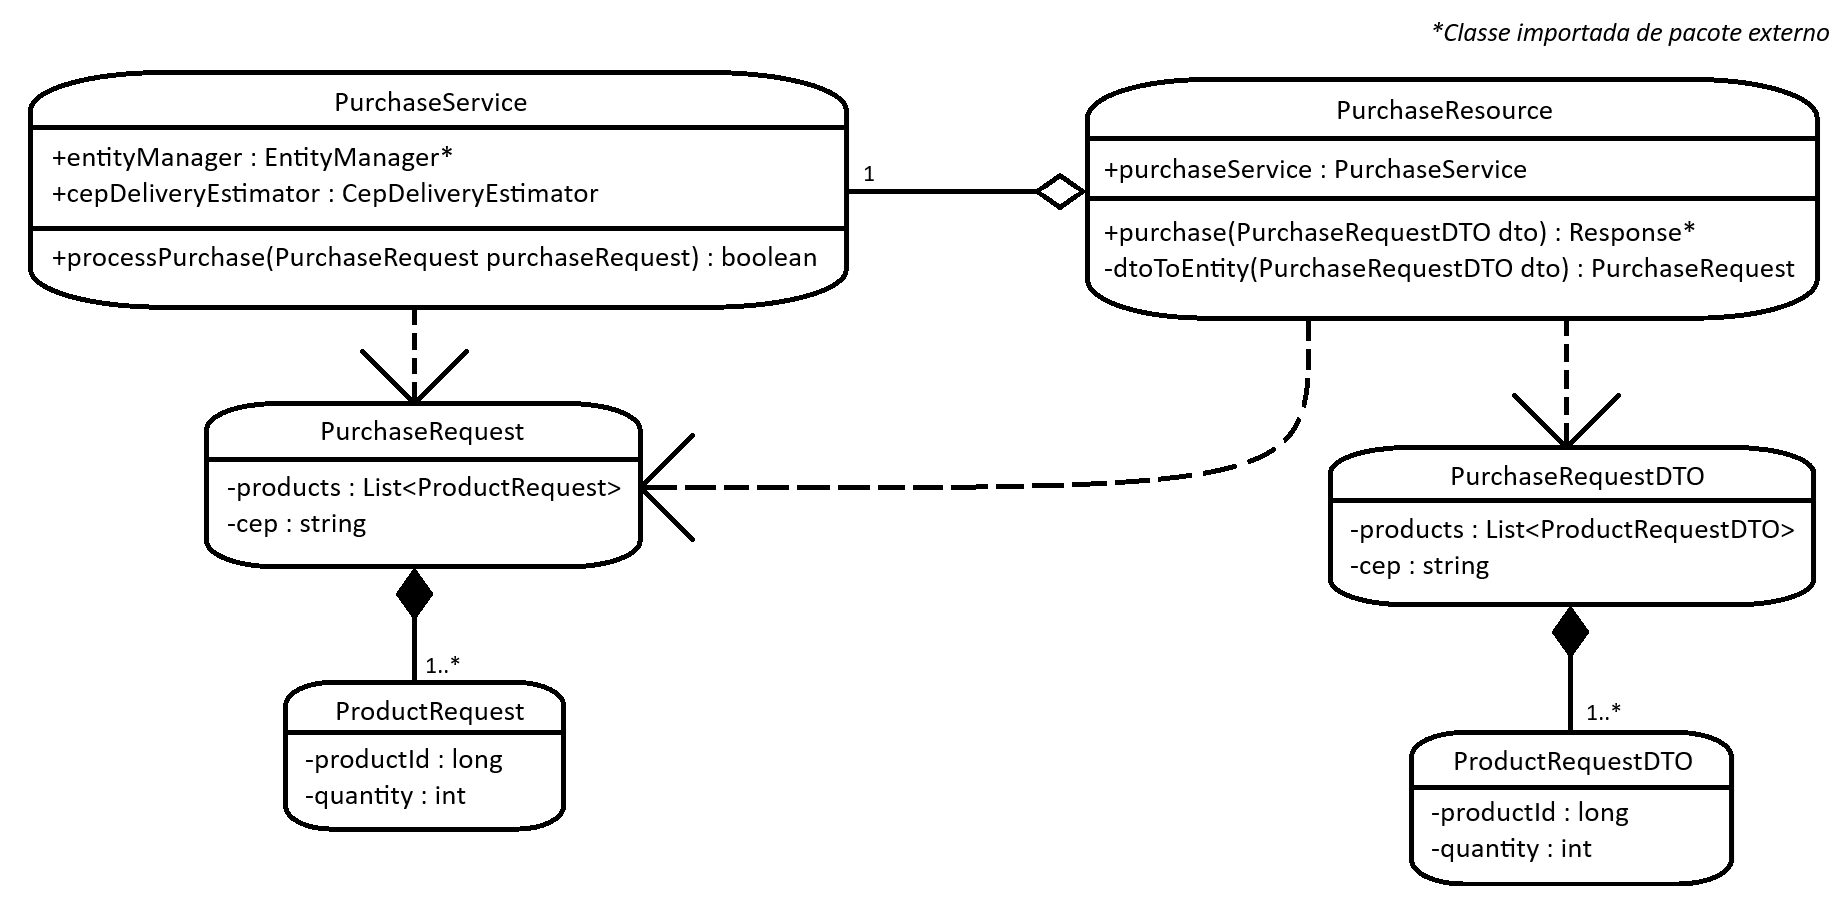 *Classe importada de pacote externo
PurchaseService
+entityManager : EntityManager*
+cepDeliveryEstimator : CepDeliveryEstimator
+processPurchase(PurchaseRequest purchaseRequest) : boolean
1
PurchaseResource
+purchaseService : PurchaseService
+purchase(PurchaseRequestDTO dto) : Response*
-dtoToEntity(PurchaseRequestDTO dto) : PurchaseRequest
PurchaseRequest
-products : List<ProductRequest>
-cep : string
1..*
ProductRequest
-productId : long
-quantity : int
PurchaseRequestDTO
-products : List<ProductRequestDTO>
-cep : string
1..*
ProductRequestDTO
-productId : long
-quantity : int